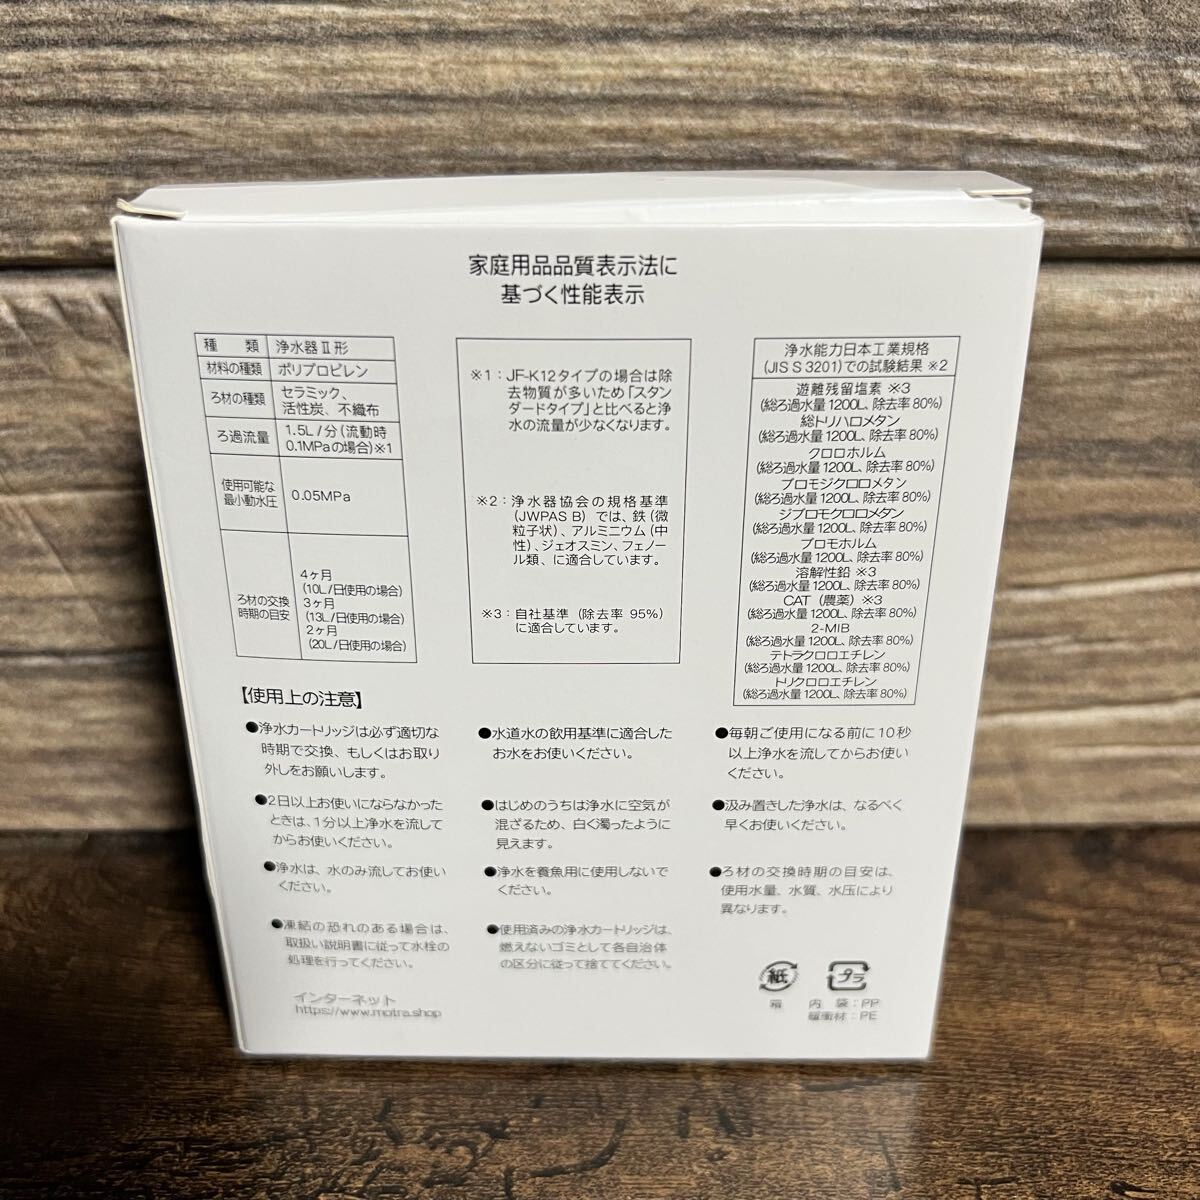 家庭用品品質表示法に
基づく性能表示
種 類 浄水器Ⅱ形
材料の種類 ポリプロピレン
ろ材の種類 セラミック、
活性炭、不織布
ろ過流量 1.5L/分(流動時
0.1MPaの場合)※1
使用可能な
最小動水圧 0.05MPa
ろ材の交換
時期の目安
4ヶ月
(10L/日使用の場合)
3ヶ月
(13L/日使用の場合)
2ヶ月
(20L/日使用の場合)
※1:JF-K12タイプの場合は除
去物質が多いため「スタン
ダードタイプ」と比べると浄
水の流量が少なくなります。
※2:浄水器協会の規格基準
(JWPAS B)では、鉄(微
粒子状)、アルミニウム(中
性)、ジェオスミン、フェノー
ル類、に適合しています。
※3:自社基準(除去率 95%)
に適合しています。
浄水能力日本工業規格
(JIS S 3201)での試験結果 ※2
遊離残留塩素 ※3
(総ろ過水量 1200L、除去率 80%)
総トリハロメタン
(総ろ過水量 1200L、除去率 80%)
クロロホルム
(総ろ過水量 1200L、除去率 80%)
ブロモジクロロメタン
(総ろ過水量 1200L、除去率 80%)
ジブロモクロロメタン
(総ろ過水量 1200L、除去率 80%)
ブロモホルム
(総ろ過水量 1200L、除去率 80%)
溶解性鉛 ※3
(総ろ過水量 1200L、除去率 80%)
CAT(農薬)※3
(総ろ過水量 1200L、除去率 80%)
2-MIB
(総ろ過水量 1200L、除去率 80%)
テトラクロロエチレン
(総ろ過水量 1200L、除去率 80%)
トリクロロエチレン
(総ろ過水量 1200L、除去率 80%)
【使用上の注意】
●浄水カートリッジは必ず適切な
時期で交換、もしくはお取り
外しをお願いします。
●2日以上お使いにならなかった
ときは、1分以上浄水を流して
からお使いください。
●浄水は、水のみ流してお使い
ください。
●凍結の恐れのある場合は、
取扱い説明書に従って水栓の
処理を行ってください。
●水道水の飲用基準に適合した
お水をお使いください。
●はじめのうちは浄水に空気が
混ざるため、白く濁ったように
見えます。
●浄水を養魚用に使用しないで
ください。
●使用済みの浄水カートリッジは、
燃えないゴミとして各自治体
の区分に従って捨ててください。
●毎朝ご使用になる前に10秒
以上浄水を流してからお使い
ください。
●汲み置きした浄水は、なるべく
早くお使いください。
●ろ材の交換時期の目安は、
使用水量、水質、水圧により
異なります。
インターネット
https://www.motra.shop
紙
箱
プラ
内 袋:PP
緩衝材:PE